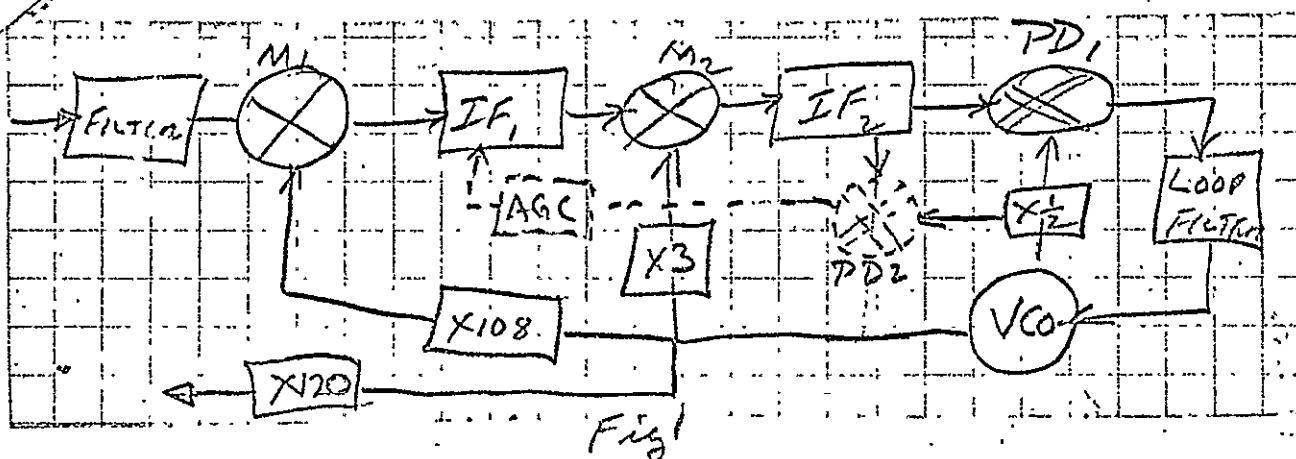 M1
M2
PD1
FILTER
IF1
IF2
LOOP
FILTER
AGC
X½
X3
PD2
X108
VCO
X120
Fig 1